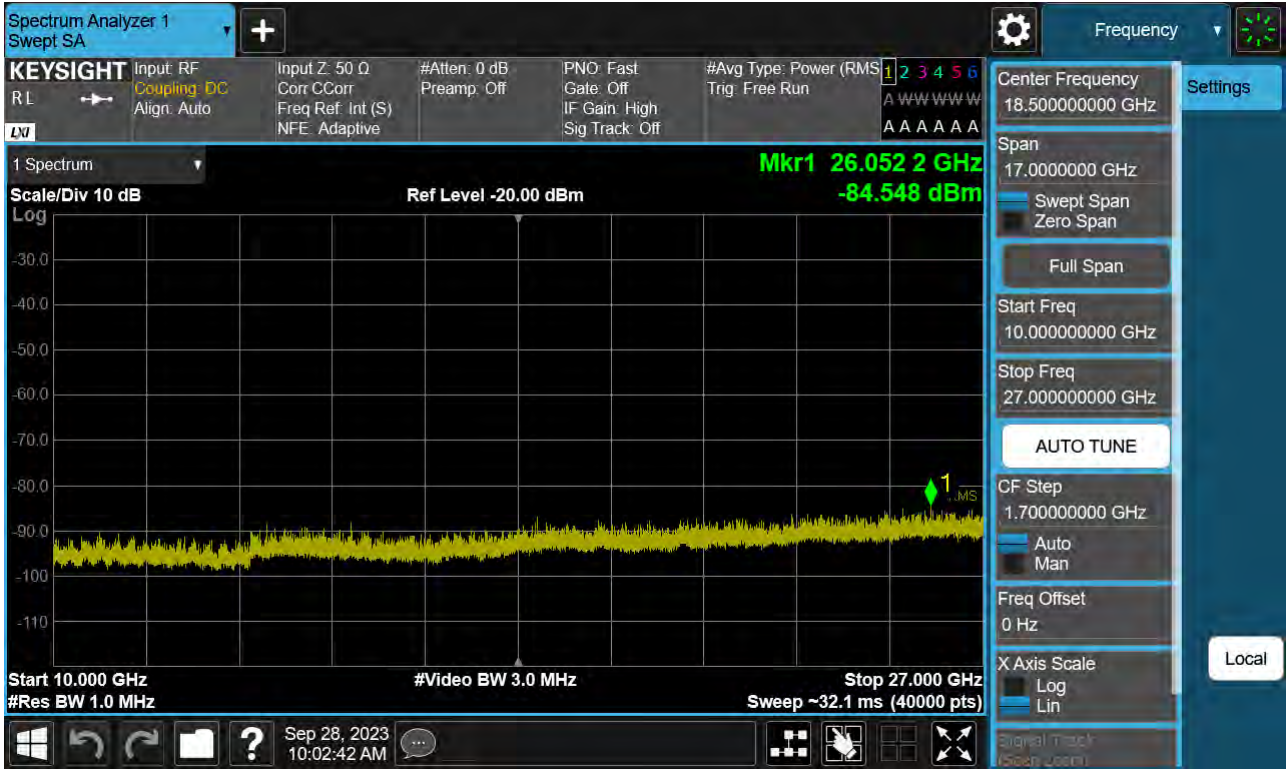 Spectrum Analyzer 1
Swept SA
+
Frequency
KEYSIGHT
RL
LXI
Input: RF
Coupling: DC
Align: Auto
Input Z: 50 Ω
Corr CCorr
Freq Ref: Int (S)
NFE: Adaptive
#Atten: 0 dB
Preamp: Off
PNO: Fast
Gate: Off
IF Gain: High
Sig Track: Off
#Avg Type: Power (RMS
Trig: Free Run
1 2 3 4 5 6
A W W W W W
A A A A A A
Center Frequency
18.500000000 GHz
Settings
1 Spectrum
Mkr1 26.052 2 GHz
Scale/Div 10 dB
Ref Level -20.00 dBm
-84.548 dBm
Log
-30.0
-40.0
-50.0
-60.0
-70.0
-80.0
-90.0
-100
-110
1
Start 10.000 GHz
#Video BW 3.0 MHz
Stop 27.000 GHz
#Res BW 1.0 MHz
Sweep ~32.1 ms (40000 pts)
Span
17.0000000 GHz
Swept Span
Zero Span
Full Span
Start Freq
10.000000000 GHz
Stop Freq
27.000000000 GHz
AUTO TUNE
CF Step
1.700000000 GHz
Auto
Man
Freq Offset
0 Hz
X Axis Scale
Log
Lin
Signal Track
(Span Zoom)
Local
?
Sep 28, 2023
10:02:42 AM